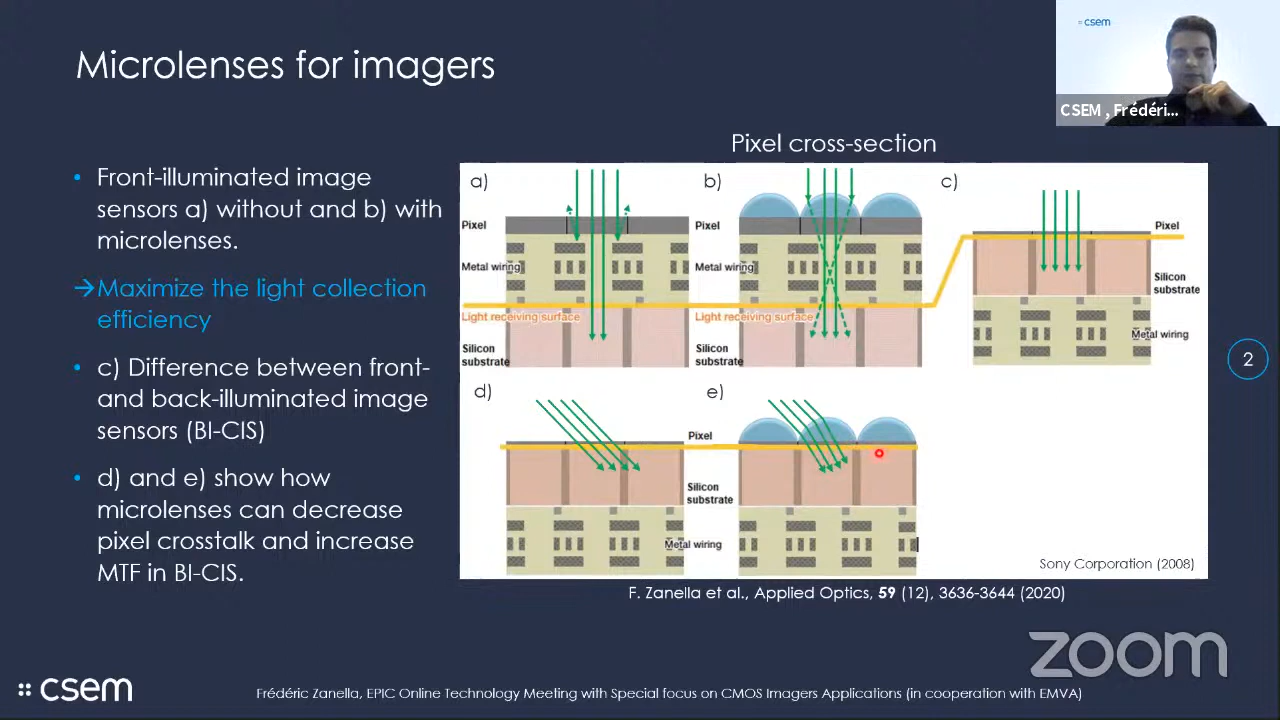 Microlenses for imagers
csem
CSEM , Frédéri...
Pixel cross-section
• Front-illuminated image
sensors a) without and b) with
microlenses.
→Maximize the light collection
efficiency
• c) Difference between front-
and back-illuminated image
sensors (BI-CIS)
• d) and e) show how
microlenses can decrease
pixel crosstalk and increase
MTF in BI-CIS.
a)
Pixel
Metal wiring
Light receiving surface
Silicon
substrate
b)
Pixel
Metal wiring
Light receiving surface
Silicon
substrate
c)
Pixel
Silicon
substrate
Metal wiring
d)
e)
Pixel
Silicon
substrate
Metal wiring
Sony Corporation (2008)
F. Zanella et al., Applied Optics, 59 (12), 3636-3644 (2020)
2
zoom
csem
Frédéric Zanella, EPIC Online Technology Meeting with Special focus on CMOS Imagers Applications (in cooperation with EMVA)